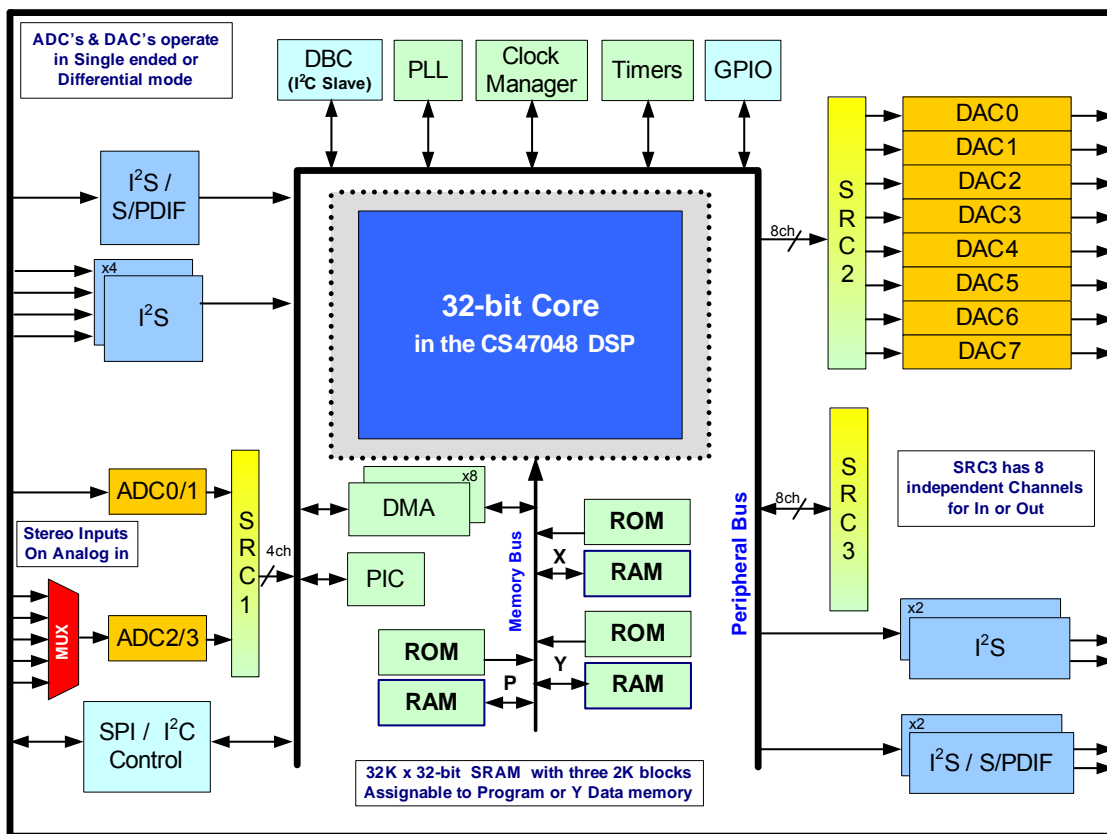 ADC's & DAC's operate
in Single ended or
Differential mode
DBC
(I²C Slave)
PLL
Clock
Manager
Timers
GPIO
I²S /
S/PDIF
x4
I²S
32-bit Core
in the CS47048 DSP
8ch
SRC2
DAC0
DAC1
DAC2
DAC3
DAC4
DAC5
DAC6
DAC7
ADC0/1
Stereo Inputs
On Analog in
MUX
ADC2/3
SRC1
4ch
SPI / I²C
Control
x8
DMA
PIC
Memory Bus
ROM
X
RAM
ROM
Y
RAM
ROM
P
RAM
Peripheral Bus
8ch
SRC3
SRC3 has 8
independent Channels
for In or Out
x2
I²S
x2
I²S / S/PDIF
32K x 32-bit SRAM with three 2K blocks
Assignable to Program or Y Data memory